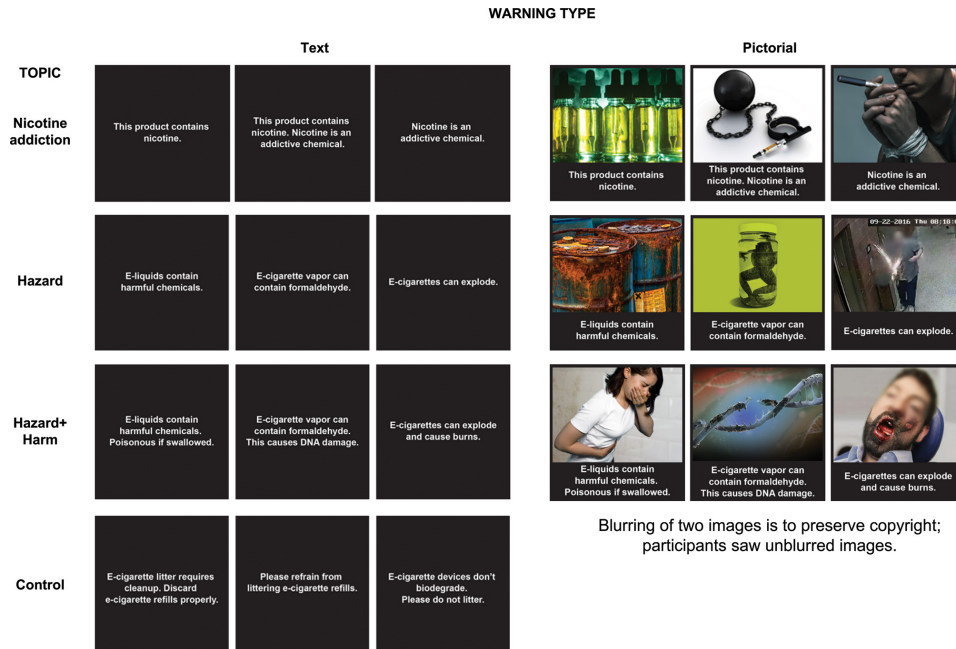 WARNING TYPE
Text
Pictorial
TOPIC
Nicotine
addiction
This product contains
nicotine.
This product contains
nicotine. Nicotine is an
addictive chemical.
Nicotine is an
addictive chemical.
This product contains
nicotine.
This product contains
nicotine. Nicotine is an
addictive chemical.
Nicotine is an
addictive chemical.
Hazard
E-liquids contain
harmful chemicals.
E-cigarette vapor can
contain formaldehyde.
E-cigarettes can explode.
09-22-2016 Thu 08:10:
E-liquids contain
harmful chemicals.
E-cigarette vapor can
contain formaldehyde.
E-cigarettes can explode.
Hazard+
Harm
E-liquids contain
harmful chemicals.
Poisonous if swallowed.
E-cigarette vapor can
contain formaldehyde.
This causes DNA damage.
E-cigarettes can explode
and cause burns.
E-liquids contain
harmful chemicals.
Poisonous if swallowed.
E-cigarette vapor can
contain formaldehyde.
This causes DNA damage.
E-cigarettes can explode
and cause burns.
Blurring of two images is to preserve copyright;
participants saw unblurred images.
Control
E-cigarette litter requires
cleanup. Discard
e-cigarette refills properly.
Please refrain from
littering e-cigarette refills.
E-cigarette devices don't
biodegrade.
Please do not litter.